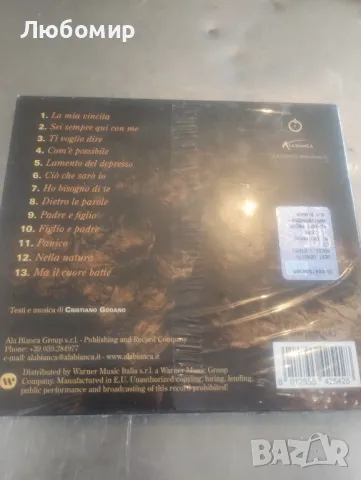 Любомир
1. La mia vincita
2. Sei sempre qui con me
3. Ti voglio dire
4. Com'è possibile
5. Lamento del depresso
6. Ciò che sarò io
7. Ho bisogno di te
8. Dietro le parole
9. Padre e figlio
10. Figlio e padre
11. Panico
12. Nella natura
13. Ma il cuore batte
Testi e musica di CRISTIANO GODANO
ALABIANCA
Ala Bianca Group s.r.l. - Publishing and Record Company
Phone: +39.059.284977
e-mail: alabianca@alabianca.it - www.alabianca.it
Distributed by Warner Music Italia s.r.l. a Warner Music Group
Company. Manufactured in E.U. Unauthorized copying, hiring, lending,
public performance and broadcasting of this record prohibited.
bazar